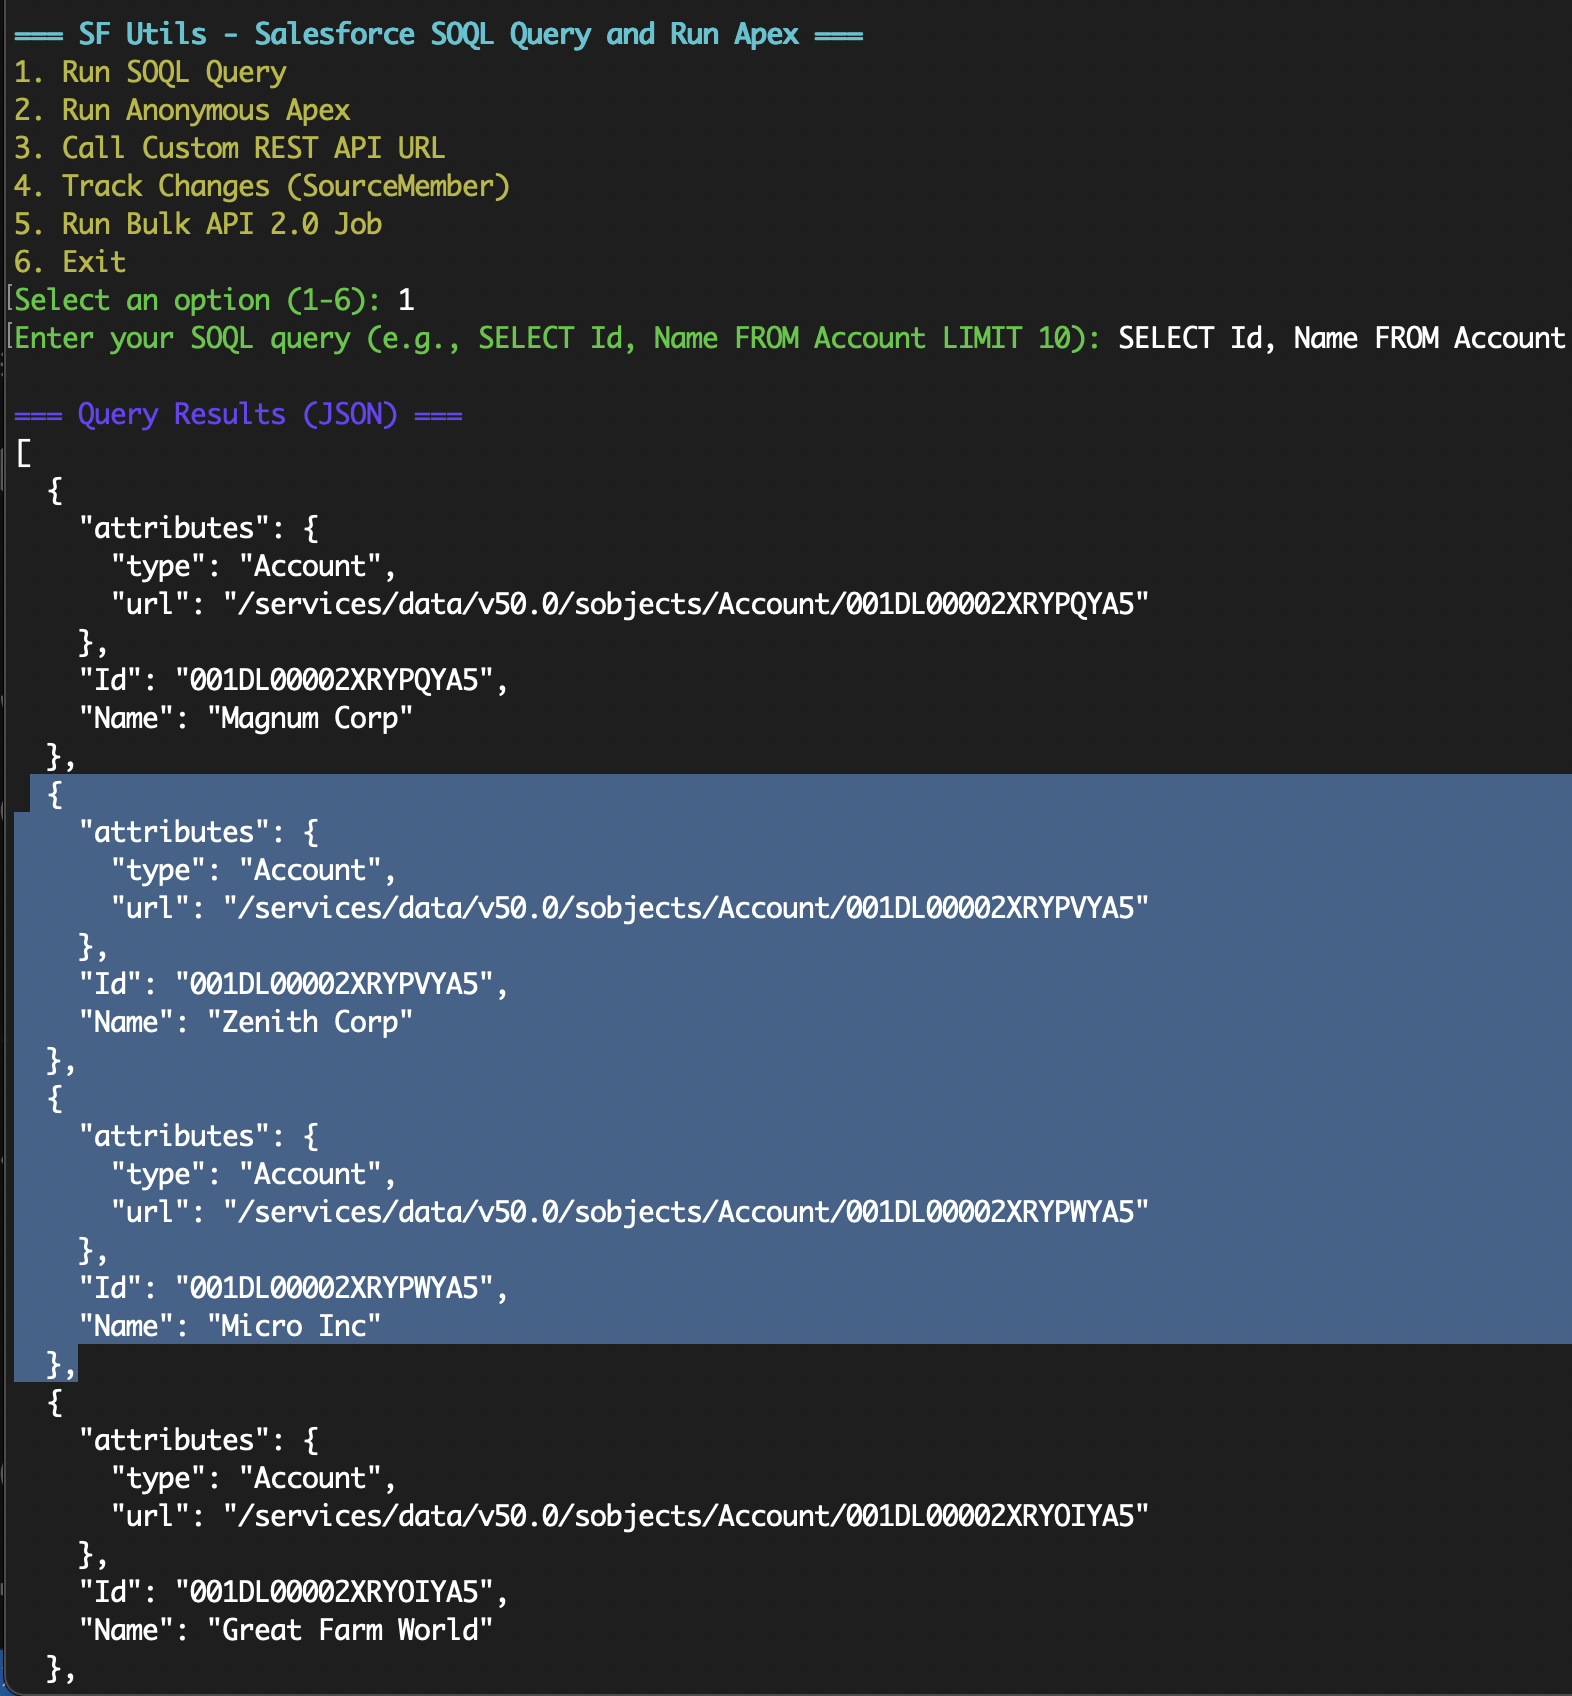 === SF Utils - Salesforce SOQL Query and Run Apex ===
1. Run SOQL Query
2. Run Anonymous Apex
3. Call Custom REST API URL
4. Track Changes (SourceMember)
5. Run Bulk API 2.0 Job
6. Exit
Select an option (1-6): 1
Enter your SOQL query (e.g., SELECT Id, Name FROM Account LIMIT 10): SELECT Id, Name FROM Account
=== Query Results (JSON) ===
[
  {
    "attributes": {
      "type": "Account",
      "url": "/services/data/v50.0/sobjects/Account/001DL00002XRYPQYA5"
    },
    "Id": "001DL00002XRYPQYA5",
    "Name": "Magnum Corp"
  },
  {
    "attributes": {
      "type": "Account",
      "url": "/services/data/v50.0/sobjects/Account/001DL00002XRYPVYA5"
    },
    "Id": "001DL00002XRYPVYA5",
    "Name": "Zenith Corp"
  },
  {
    "attributes": {
      "type": "Account",
      "url": "/services/data/v50.0/sobjects/Account/001DL00002XRYPWYA5"
    },
    "Id": "001DL00002XRYPWYA5",
    "Name": "Micro Inc"
  },
  {
    "attributes": {
      "type": "Account",
      "url": "/services/data/v50.0/sobjects/Account/001DL00002XRYOIYA5"
    },
    "Id": "001DL00002XRYOIYA5",
    "Name": "Great Farm World"
  },